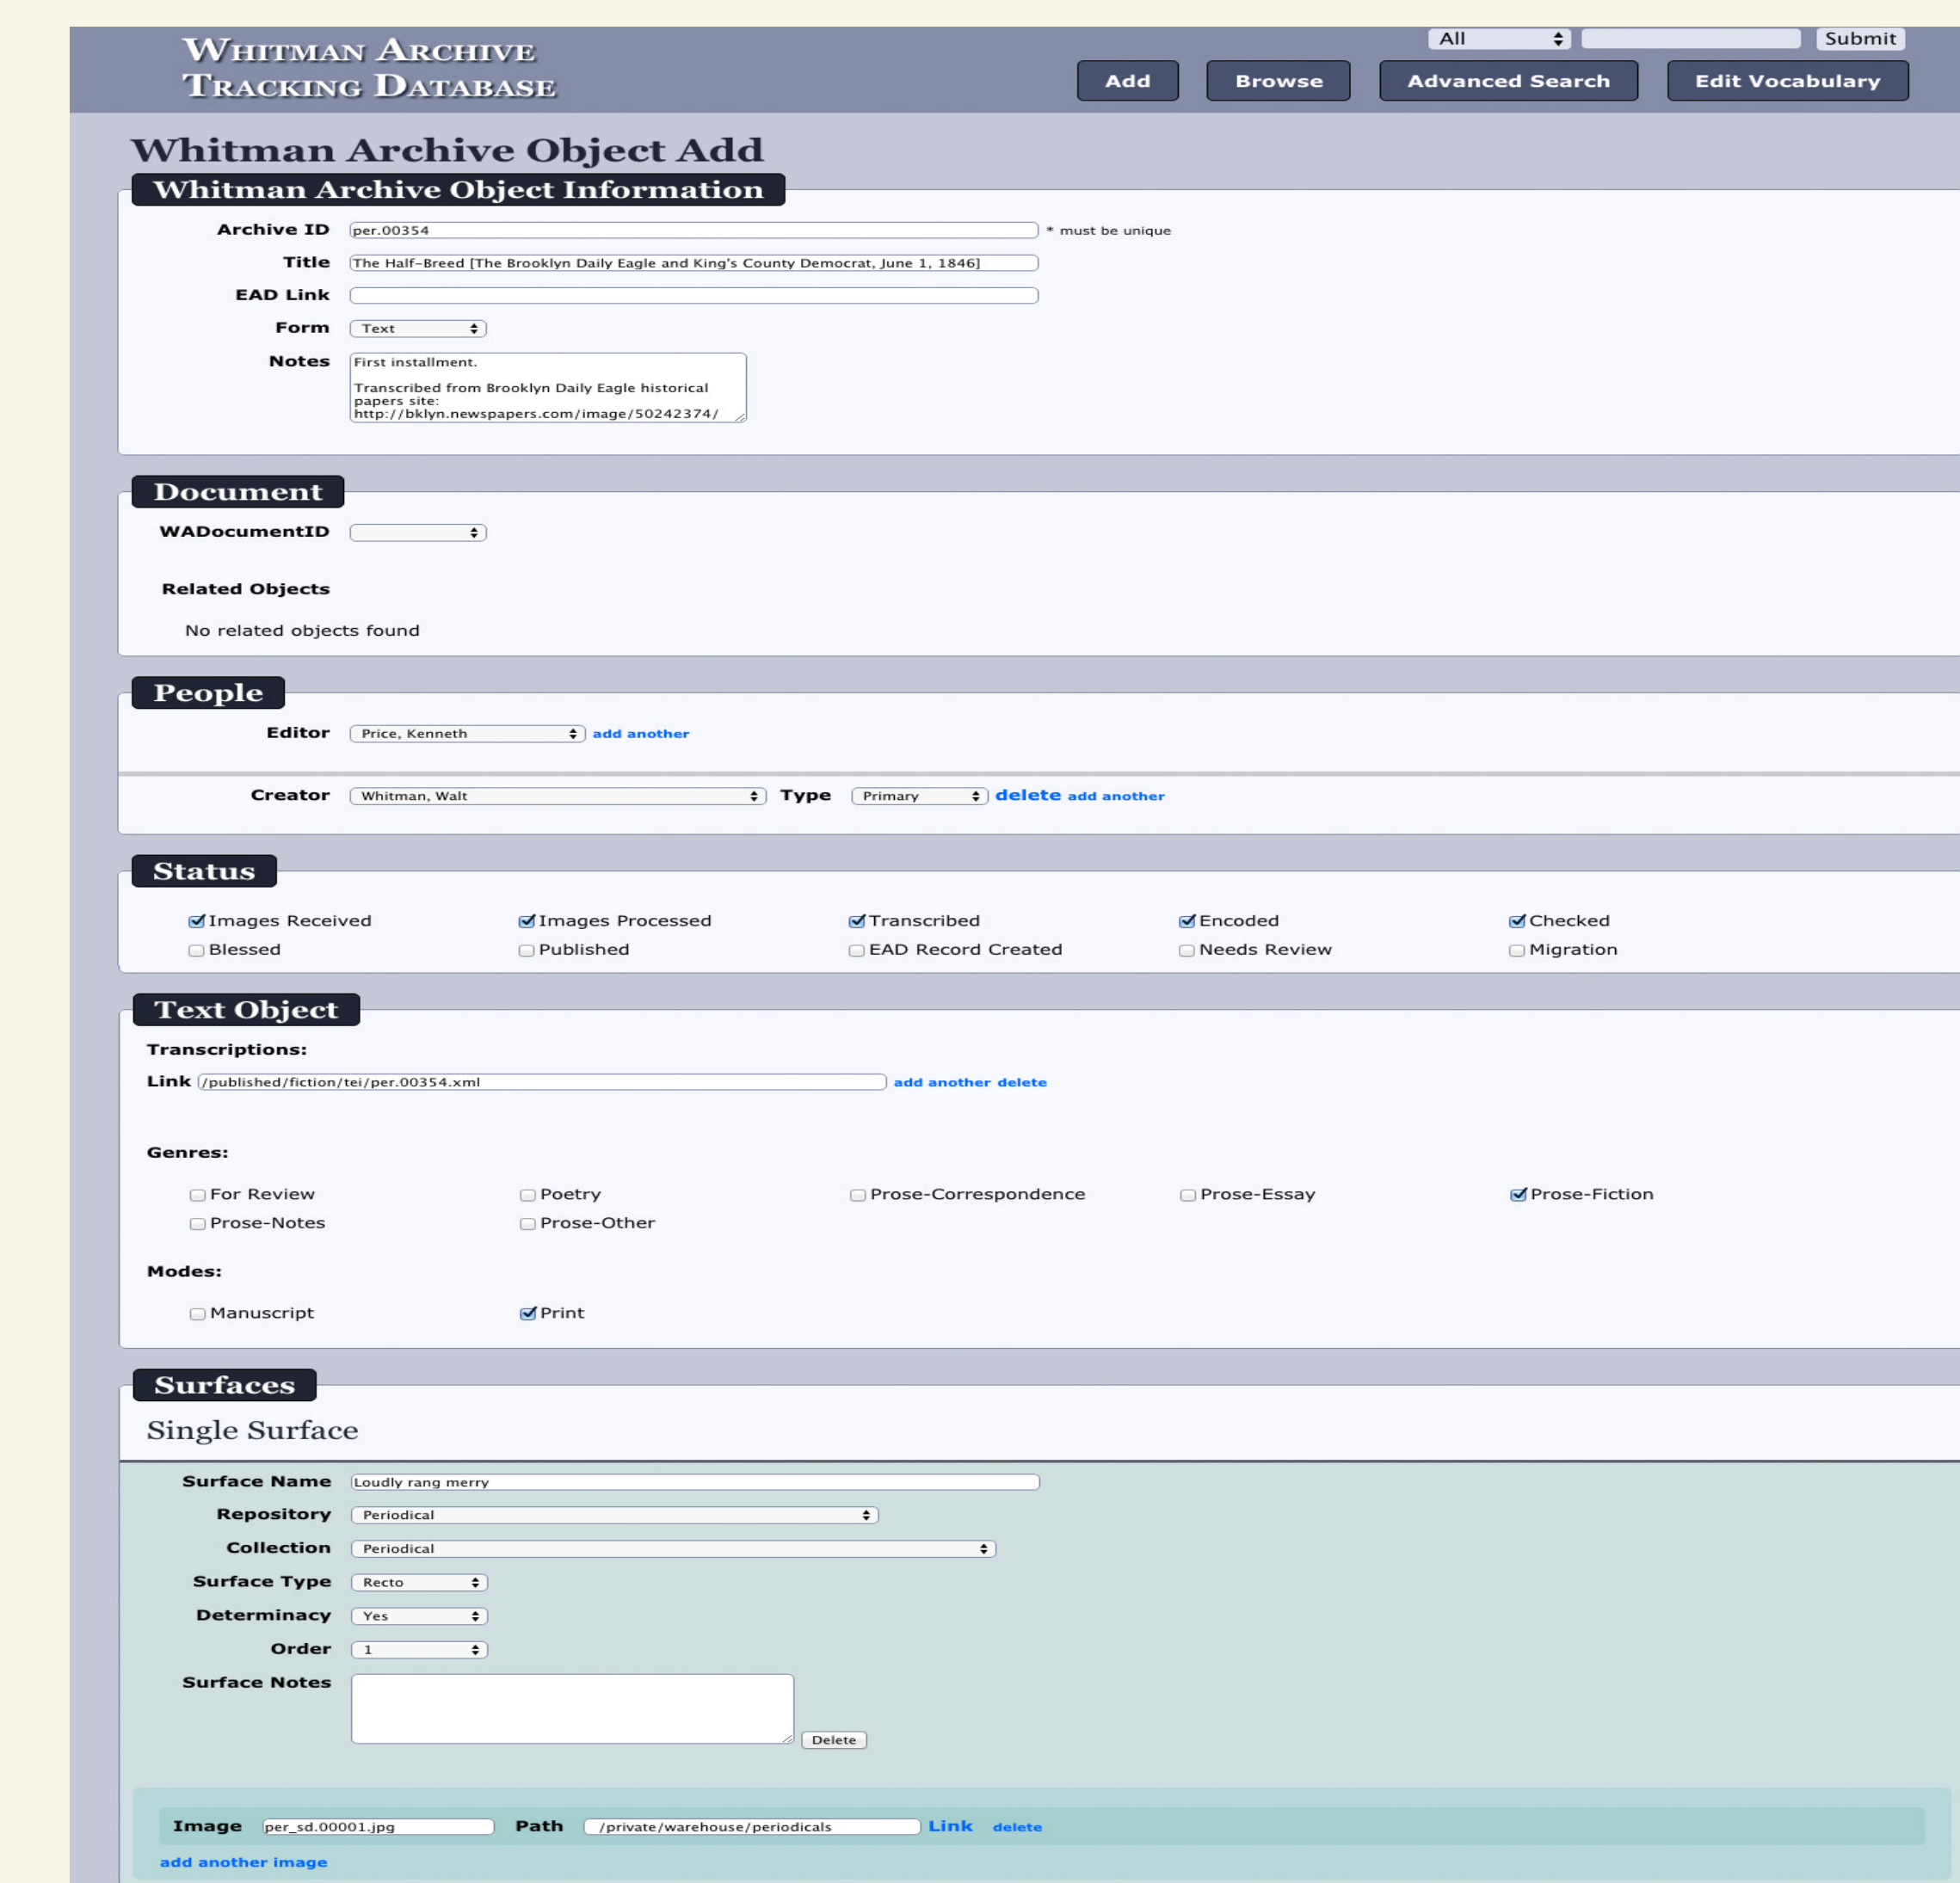 WHITMAN ARCHIVE
TRACKING DATABASE
All Submit
Add Browse Advanced Search Edit Vocabulary
Whitman Archive Object Add
Whitman Archive Object Information
Archive ID per.00354 * must be unique
Title The Half-Breed [The Brooklyn Daily Eagle and King's County Democrat, June 1, 1846]
EAD Link
Form Text
Notes First installment.
Transcribed from Brooklyn Daily Eagle historical
papers site:
http://bklyn.newspapers.com/image/50242374/
Document
WADocumentID
Related Objects
No related objects found
People
Editor Price, Kenneth add another
Creator Whitman, Walt Type Primary delete add another
Status
Images Received Images Processed Transcribed Encoded Checked
Blessed Published EAD Record Created Needs Review Migration
Text Object
Transcriptions:
Link /published/fiction/tei/per.00354.xml add another delete
Genres:
For Review Poetry Prose-Correspondence Prose-Essay Prose-Fiction
Prose-Notes Prose-Other
Modes:
Manuscript Print
Surfaces
Single Surface
Surface Name Loudly rang merry
Repository Periodical
Collection Periodical
Surface Type Recto
Determinacy Yes
Order 1
Surface Notes
Delete
Image per_sd.00001.jpg Path /private/warehouse/periodicals Link delete
add another image